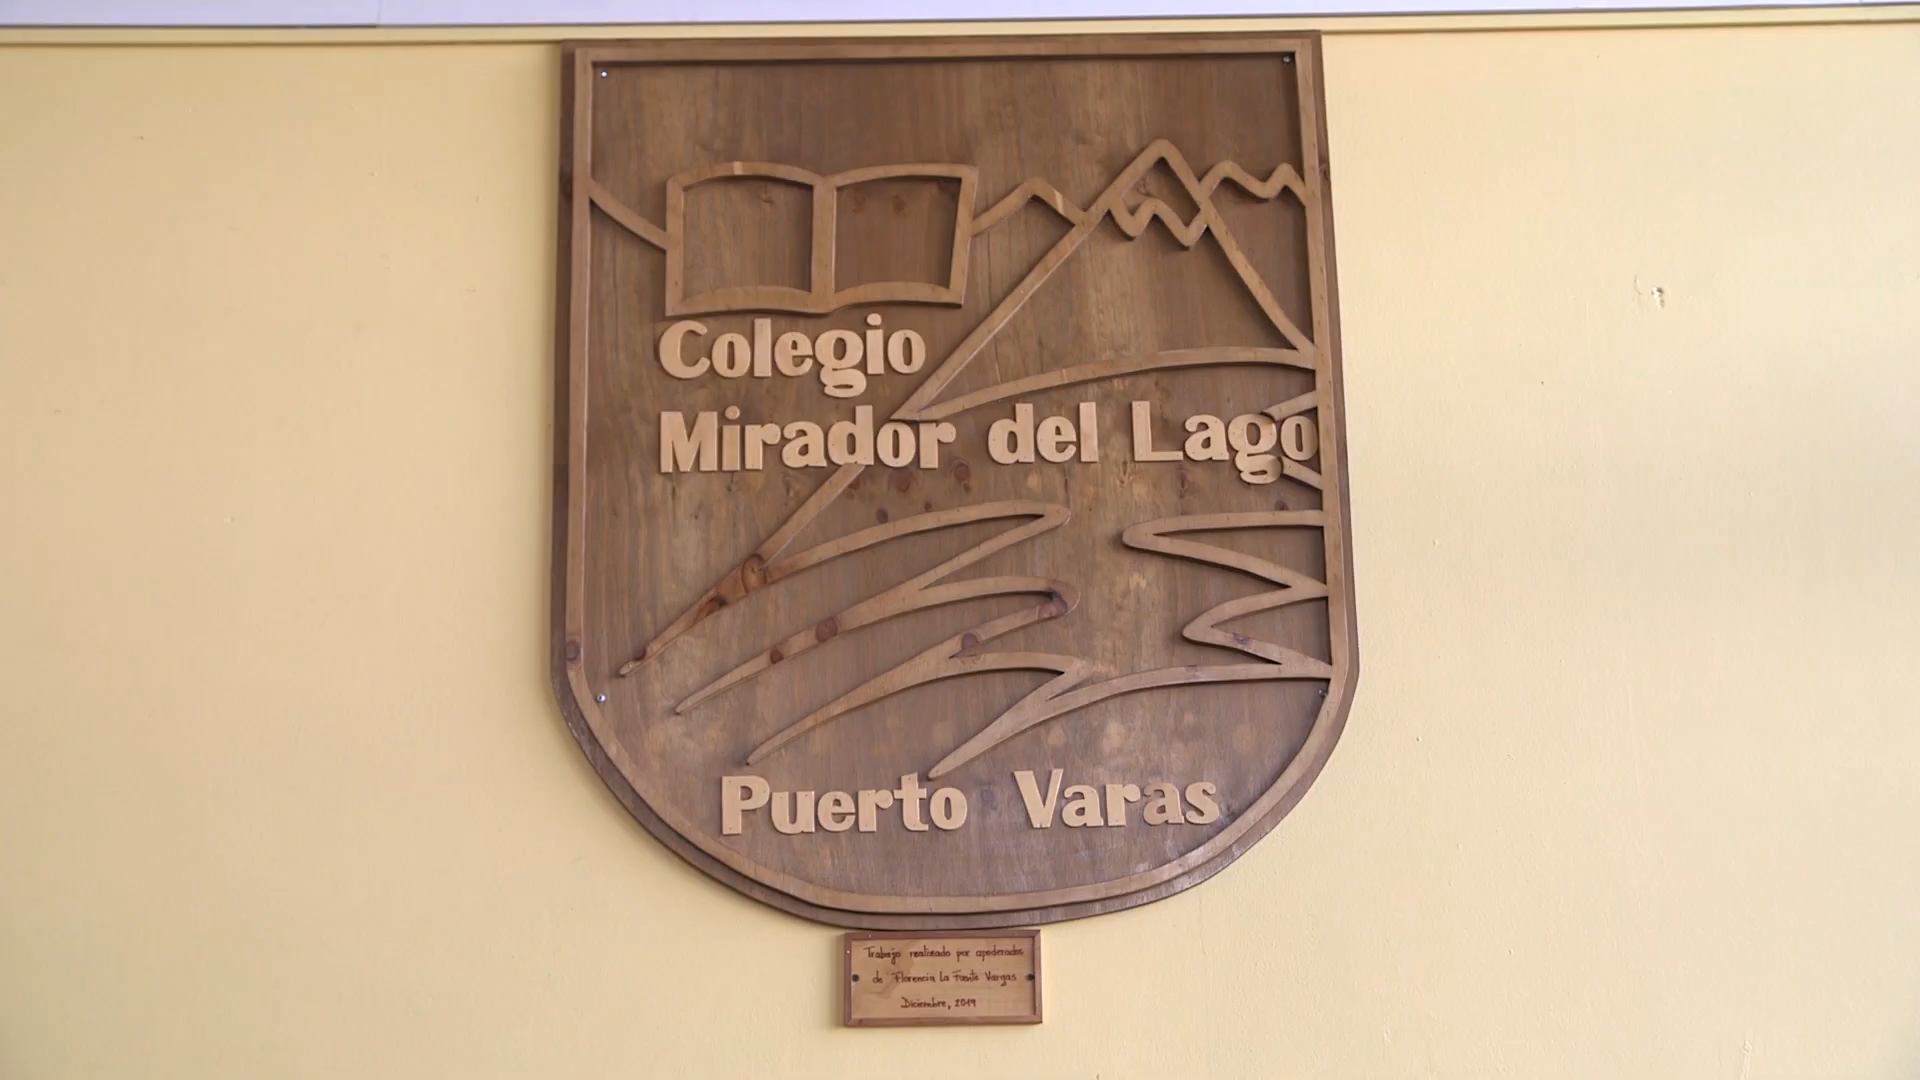 Colegio
Mirador del Lago
Puerto Varas
Trabajo realizado por apoderados
de Florencia La Fuente Vargas
Diciembre, 2019